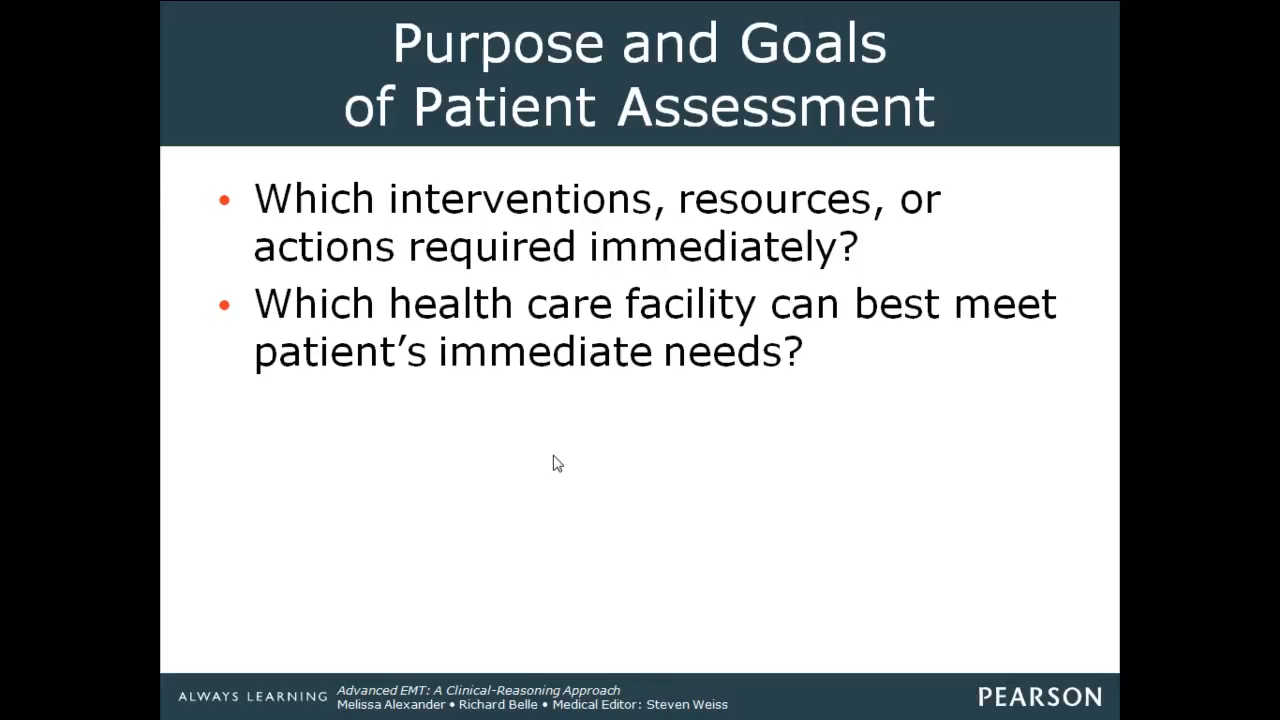 Purpose and Goals
of Patient Assessment
• Which interventions, resources, or
actions required immediately?
• Which health care facility can best meet
patient’s immediate needs?
ALWAYS LEARNING
Advanced EMT: A Clinical-Reasoning Approach
Melissa Alexander • Richard Belle • Medical Editor: Steven Weiss
PEARSON